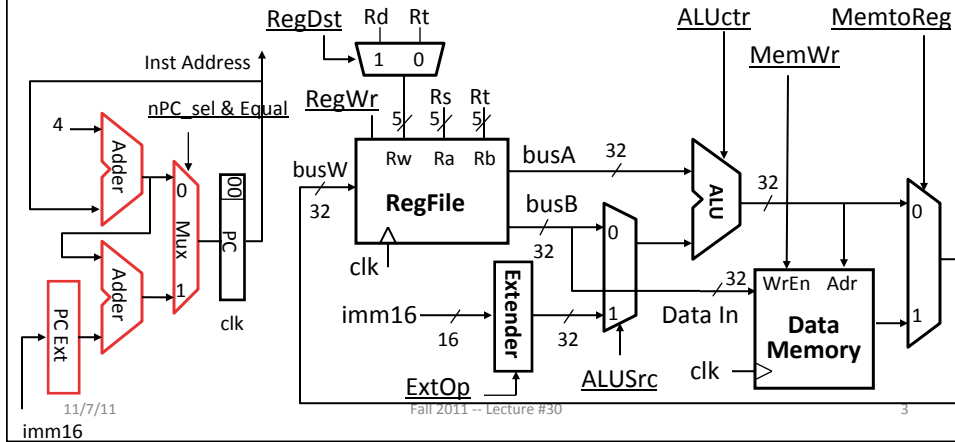 RegDst
Rd Rt
1 0
ALUctr
MemtoReg
MemWr
Inst Address
nPC_sel & Equal
4
Adder
0
Mux
1
00
PC
clk
Adder
PC Ext
imm16
RegWr
Rs Rt
5 5 5
Rw Ra Rb
busW
32
RegFile
clk
busA
32
busB
32
0
1
ALU
32
imm16
16
Extender
32
ExtOp
ALUSrc
32
Data In
WrEn Adr
Data
Memory
clk
0
1
11/7/11
Fall 2011 -- Lecture #30
3